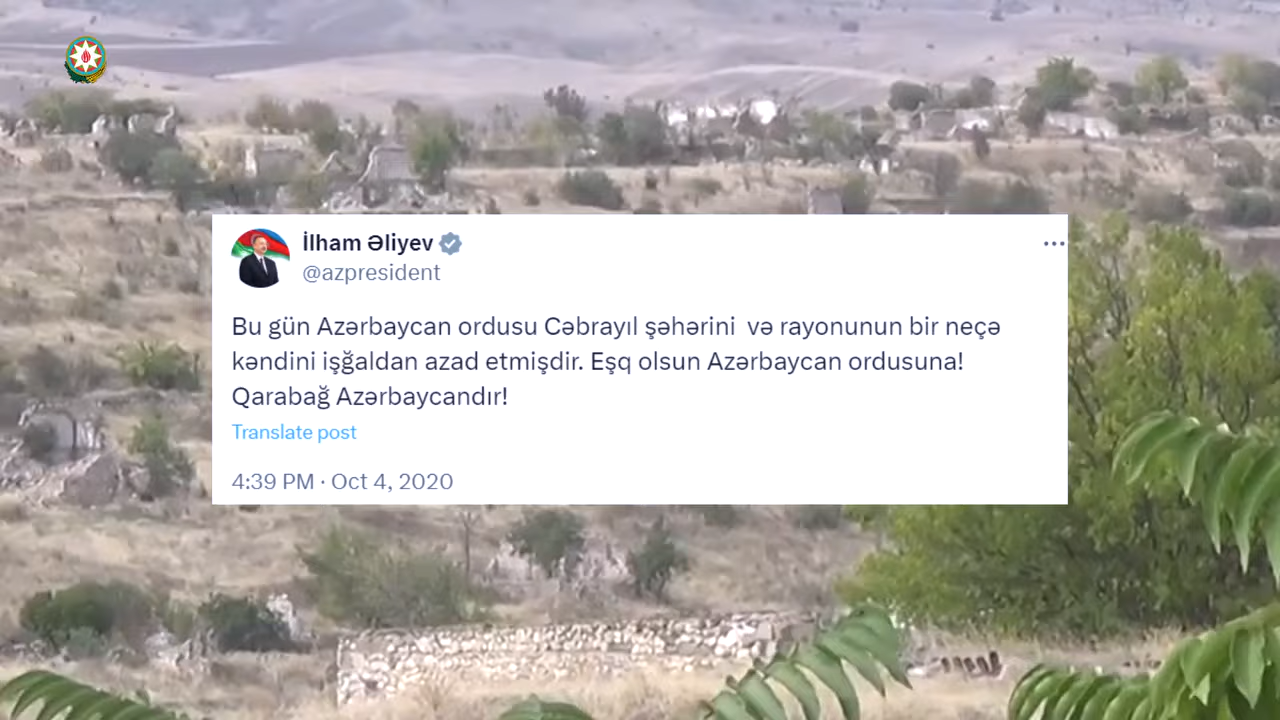 İlham Əliyev
@azpresident
Bu gün Azərbaycan ordusu Cəbrayıl şəhərini və rayonunun bir neçə
kəndini işğaldan azad etmişdir. Eşq olsun Azərbaycan ordusuna!
Qarabağ Azərbaycandır!
Translate post
4:39 PM · Oct 4, 2020